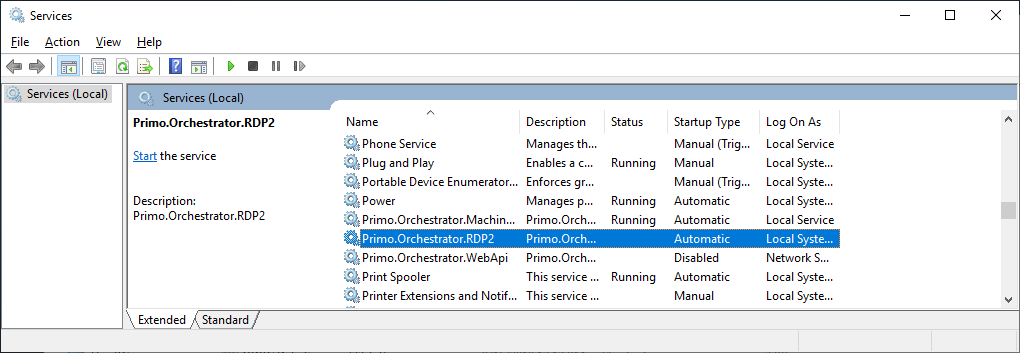 Services
File Action View Help
Services (Local)
Services (Local)
Primo.Orchestrator.RDP2
Start the service
Description:
Primo.Orchestrator.RDP2
Name Description Status Startup Type Log On As
Phone Service Manages th... Manual (Trig... Local Service
Plug and Play Enables a c... Running Manual Local Syste...
Portable Device Enumerator... Enforces gr... Manual (Trig... Local Syste...
Power Manages p... Running Automatic Local Syste...
Primo.Orchestrator.Machin... Primo.Orch... Running Automatic Local Service
Primo.Orchestrator.RDP2 Primo.Orch... Automatic Local Syste...
Primo.Orchestrator.WebApi Primo.Orch... Disabled Network S...
Print Spooler This service ... Running Automatic Local Syste...
Printer Extensions and Notif... This service ... Manual Local Syste...
Extended Standard